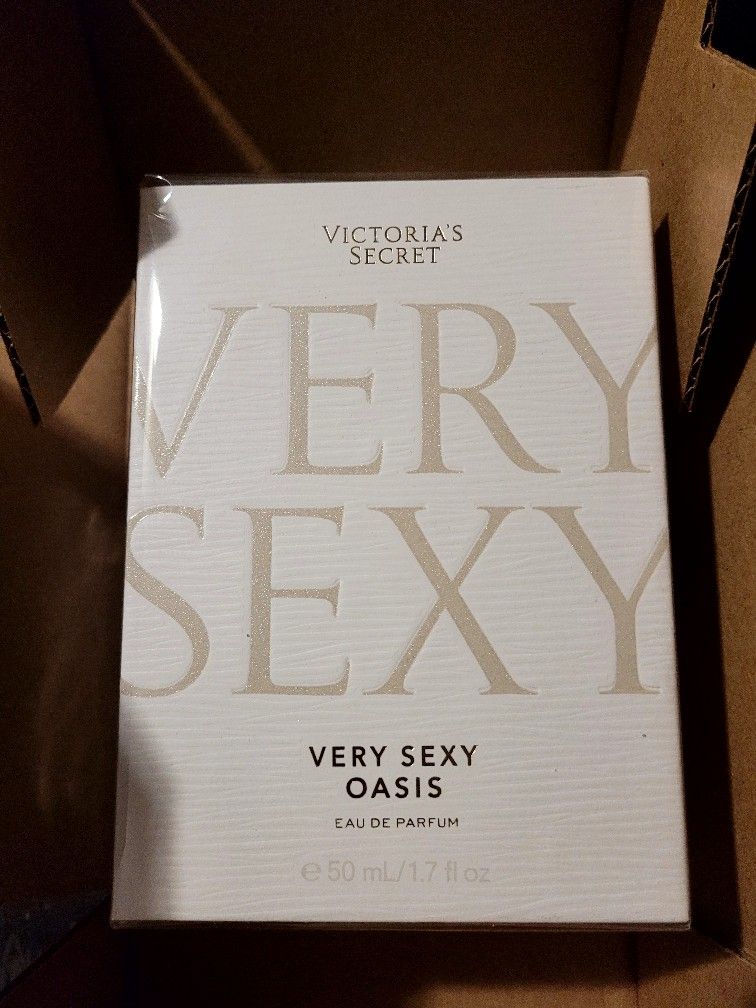 VICTORIA'S
SECRET
VERY
SEXY
VERY SEXY
OASIS
EAU DE PARFUM
℮ 50 mL/1.7 fl oz